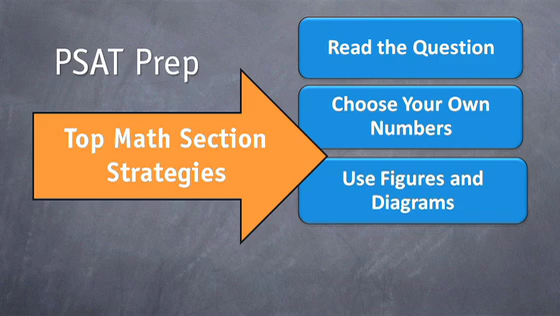 PSAT Prep
Top Math Section
Strategies
Read the Question
Choose Your Own
Numbers
Use Figures and
Diagrams